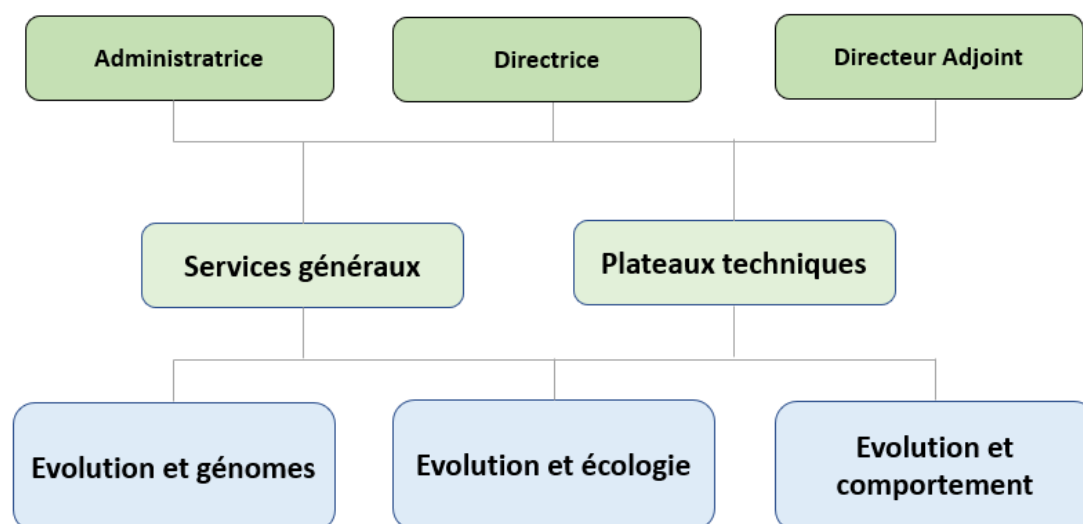 Administratrice
Directrice
Directeur Adjoint
Services généraux
Plateaux techniques
Evolution et génomes
Evolution et écologie
Evolution et
comportement